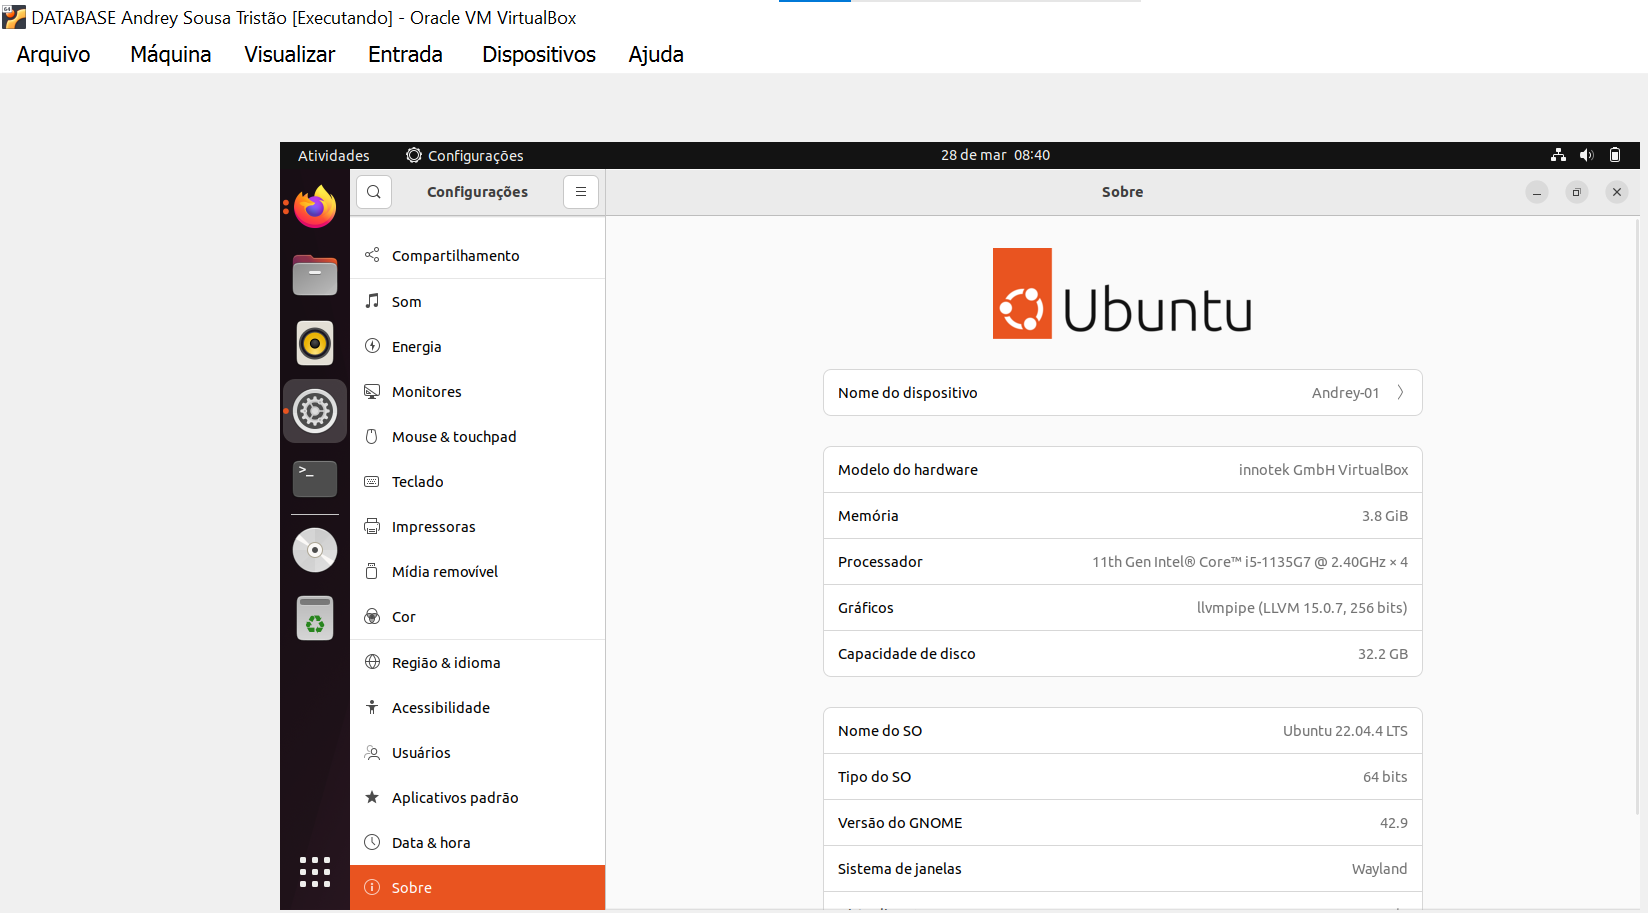 DATABASE Andrey Sousa Tristão [Executando] - Oracle VM VirtualBox
Arquivo Máquina Visualizar Entrada Dispositivos Ajuda
Atividades Configurações 28 de mar 08:40
Configurações Sobre
Compartilhamento
Som
Energia
Monitores
Mouse & touchpad
Teclado
Impressoras
Mídia removível
Cor
Região & idioma
Acessibilidade
Usuários
Aplicativos padrão
Data & hora
Sobre
Ubuntu
Nome do dispositivo Andrey-01
Modelo do hardware innotek GmbH VirtualBox
Memória 3.8 GiB
Processador 11th Gen Intel® Core™ i5-1135G7 @ 2.40GHz × 4
Gráficos llvmpipe (LLVM 15.0.7, 256 bits)
Capacidade de disco 32.2 GB
Nome do SO Ubuntu 22.04.4 LTS
Tipo do SO 64 bits
Versão do GNOME 42.9
Sistema de janelas Wayland